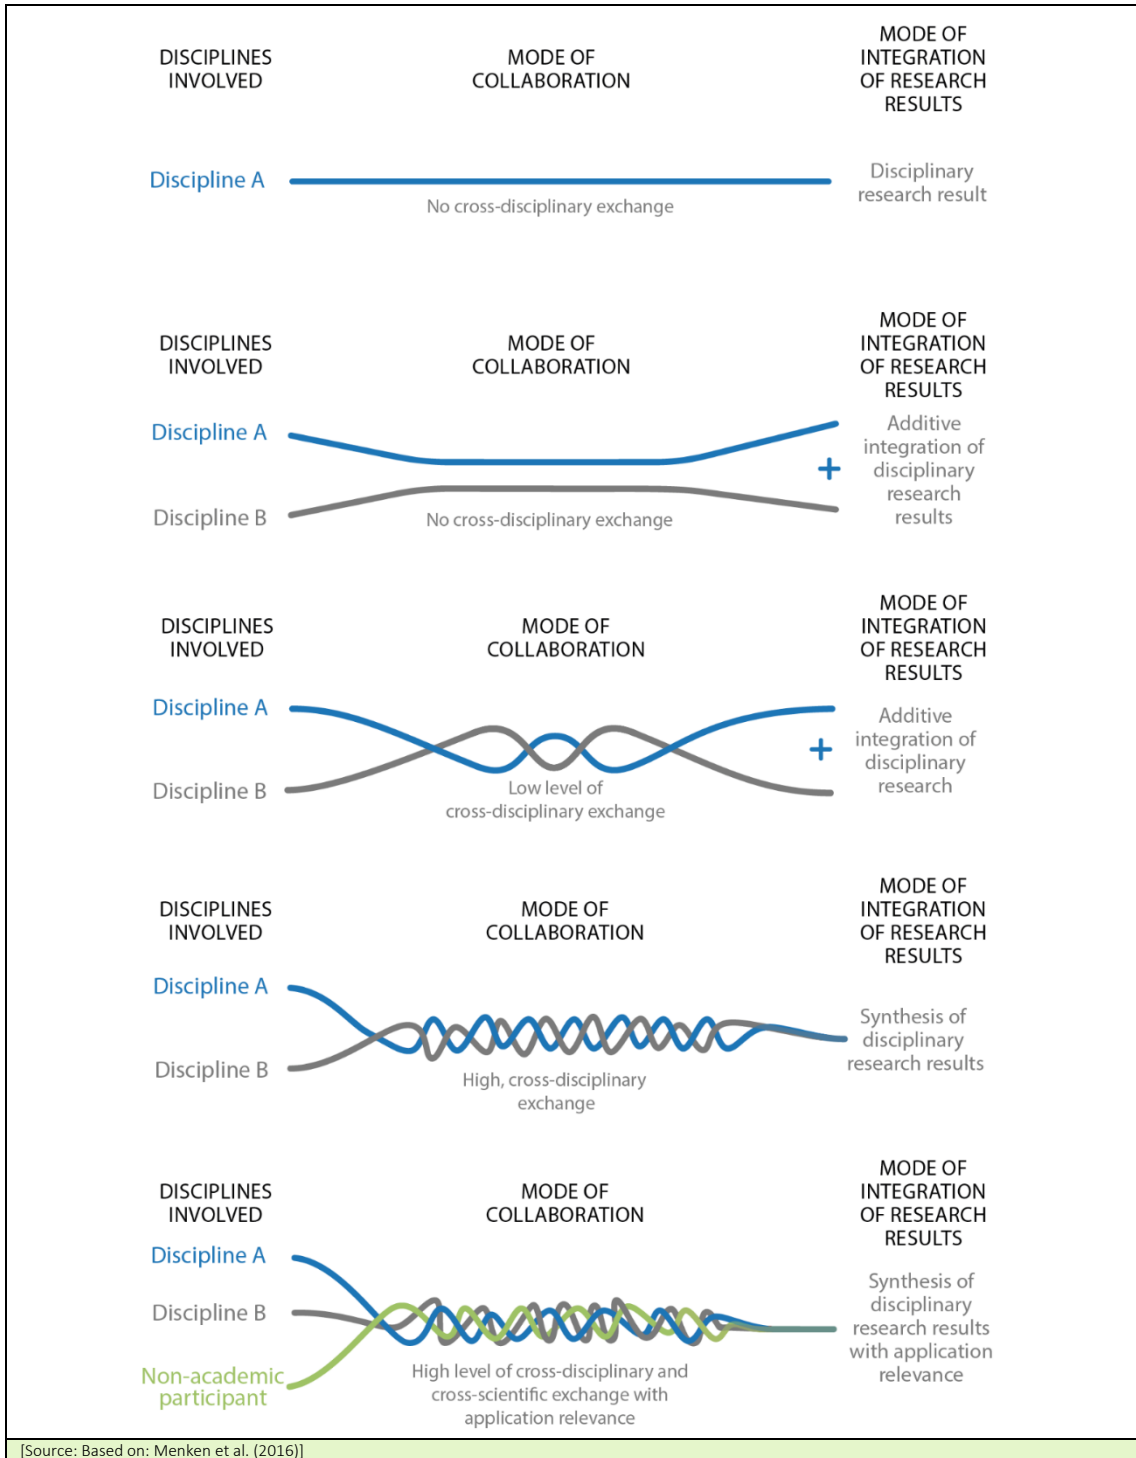 DISCIPLINES
INVOLVED
MODE OF
COLLABORATION
MODE OF
INTEGRATION
OF RESEARCH
RESULTS
Discipline A
No cross-disciplinary exchange
Disciplinary
research result
DISCIPLINES
INVOLVED
MODE OF
COLLABORATION
MODE OF
INTEGRATION
OF RESEARCH
RESULTS
Discipline A
Discipline B
No cross-disciplinary exchange
+
Additive
integration of
disciplinary
research
results
DISCIPLINES
INVOLVED
MODE OF
COLLABORATION
MODE OF
INTEGRATION
OF RESEARCH
RESULTS
Discipline A
Discipline B
Low level of
cross-disciplinary exchange
+
Additive
integration of
disciplinary
research
DISCIPLINES
INVOLVED
MODE OF
COLLABORATION
MODE OF
INTEGRATION
OF RESEARCH
RESULTS
Discipline A
Discipline B
High, cross-disciplinary
exchange
Synthesis of
disciplinary
research results
DISCIPLINES
INVOLVED
MODE OF
COLLABORATION
MODE OF
INTEGRATION
OF RESEARCH
RESULTS
Discipline A
Discipline B
Non-academic
participant
High level of cross-disciplinary and
cross-scientific exchange with
application relevance
Synthesis of
disciplinary
research results
with application
relevance
[Source: Based on: Menken et al. (2016)]